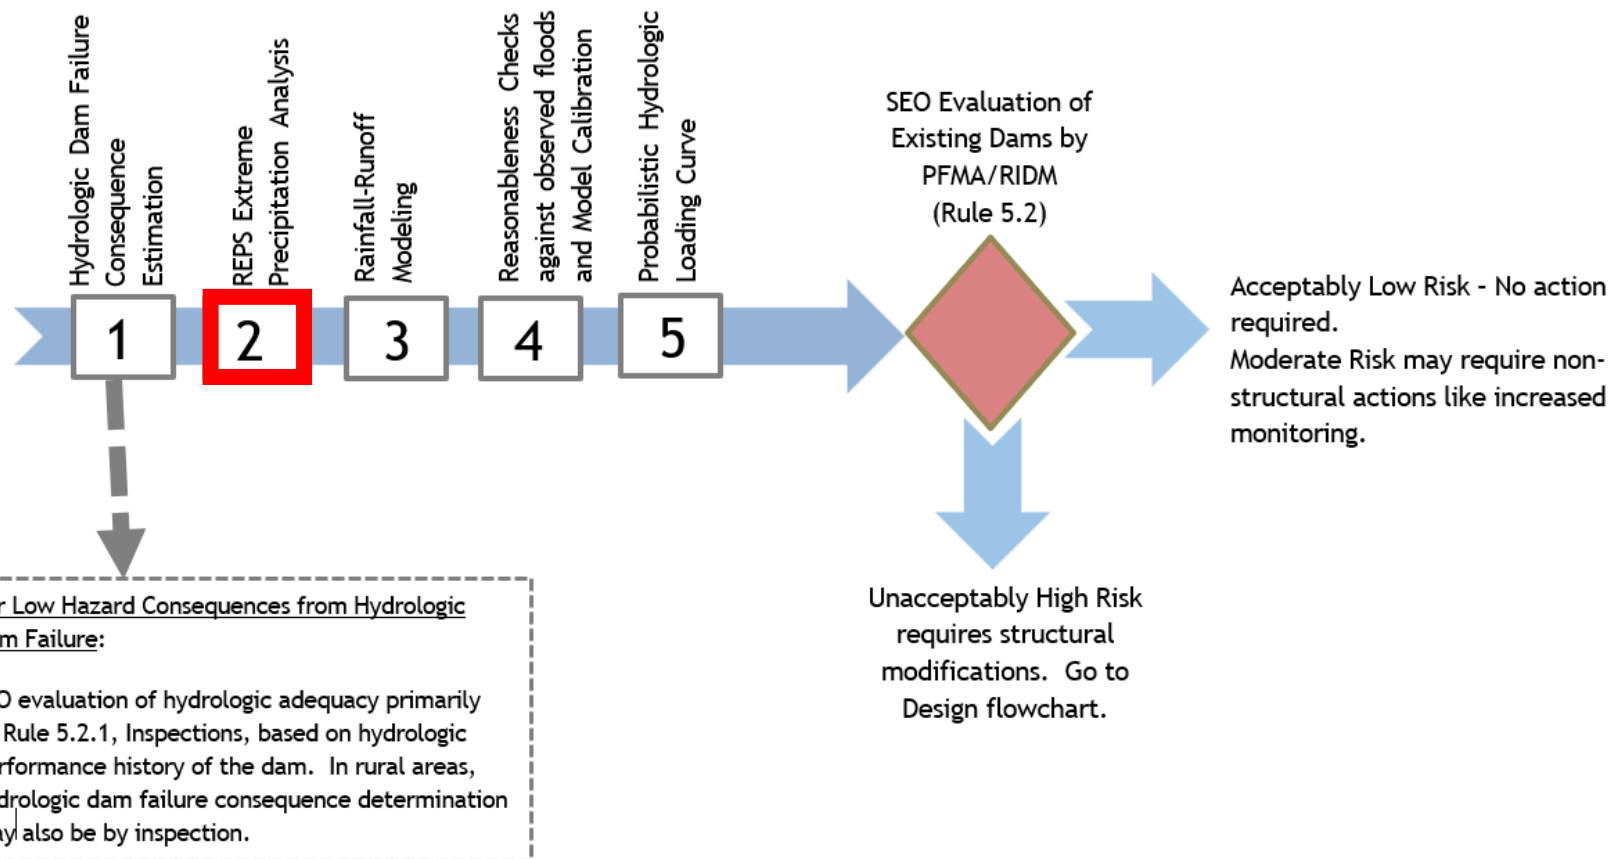 Hydrologic Dam Failure
Consequence
Estimation
REPS Extreme
Precipitation Analysis
Rainfall-Runoff
Modeling
Reasonableness Checks
against observed floods
and Model Calibration
Probabilistic Hydrologic
Loading Curve
1
2
3
4
5
SEO Evaluation of
Existing Dams by
PFMA/RIDM
(Rule 5.2)
Acceptably Low Risk - No action
required.
Moderate Risk may require non-
structural actions like increased
monitoring.
Unacceptably High Risk
requires structural
modifications.  Go to
Design flowchart.
r Low Hazard Consequences from Hydrologic
m Failure:
O evaluation of hydrologic adequacy primarily
Rule 5.2.1, Inspections, based on hydrologic
rformance history of the dam.  In rural areas,
drologic dam failure consequence determination
ay also be by inspection.